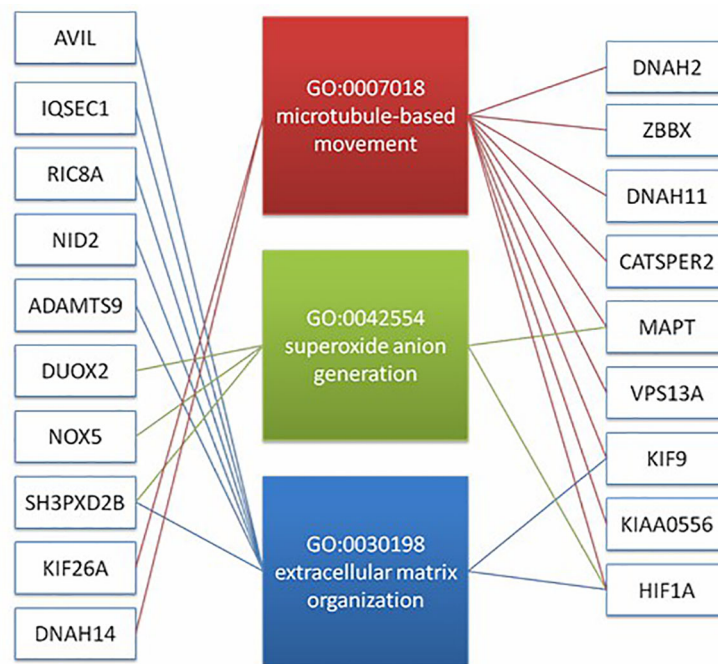 AVIL
IQSEC1
RIC8A
NID2
ADAMTS9
DUOX2
NOX5
SH3PXD2B
KIF26A
DNAH14
GO:0007018
microtubule-based
movement
GO:0042554
superoxide anion
generation
GO:0030198
extracellular matrix
organization
DNAH2
ZBBX
DNAH11
CATSPER2
MAPT
VPS13A
KIF9
KIAA0556
HIF1A